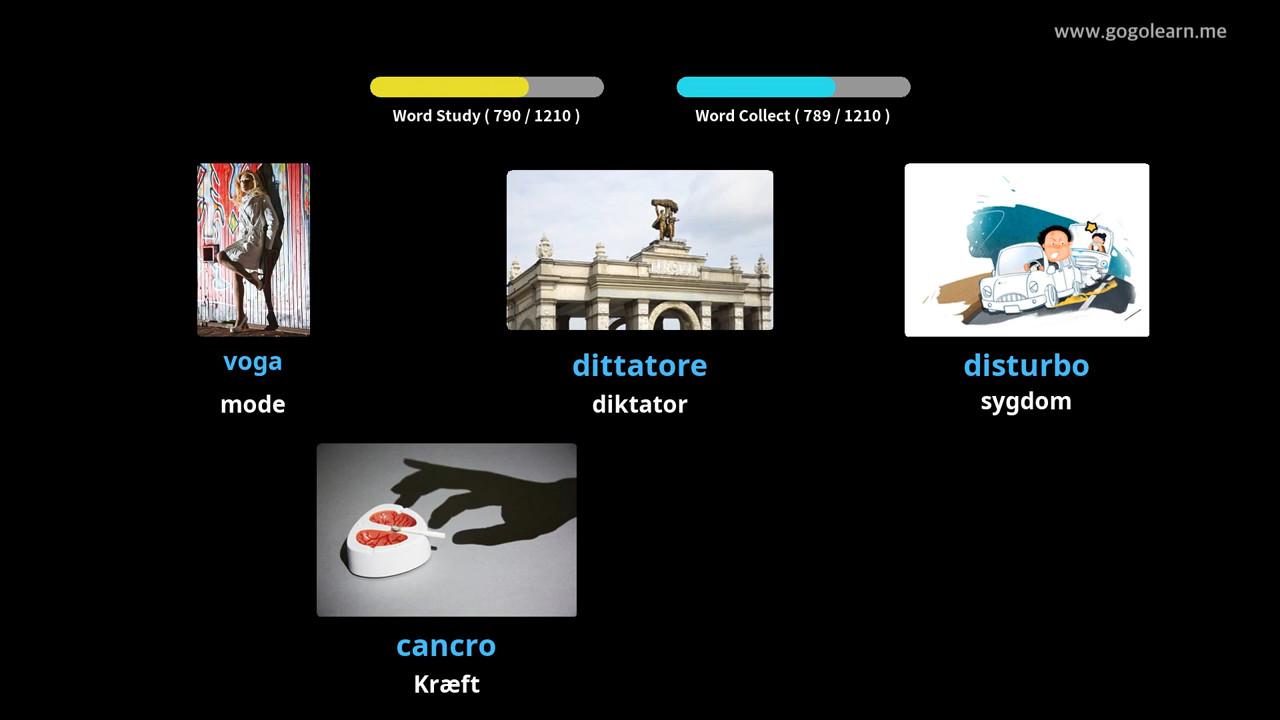 www.gogolearn.me
Word Study ( 790 / 1210 )
Word Collect ( 789 / 1210 )
voga
mode
dittatore
diktator
disturbo
sygdom
cancro
Kræft